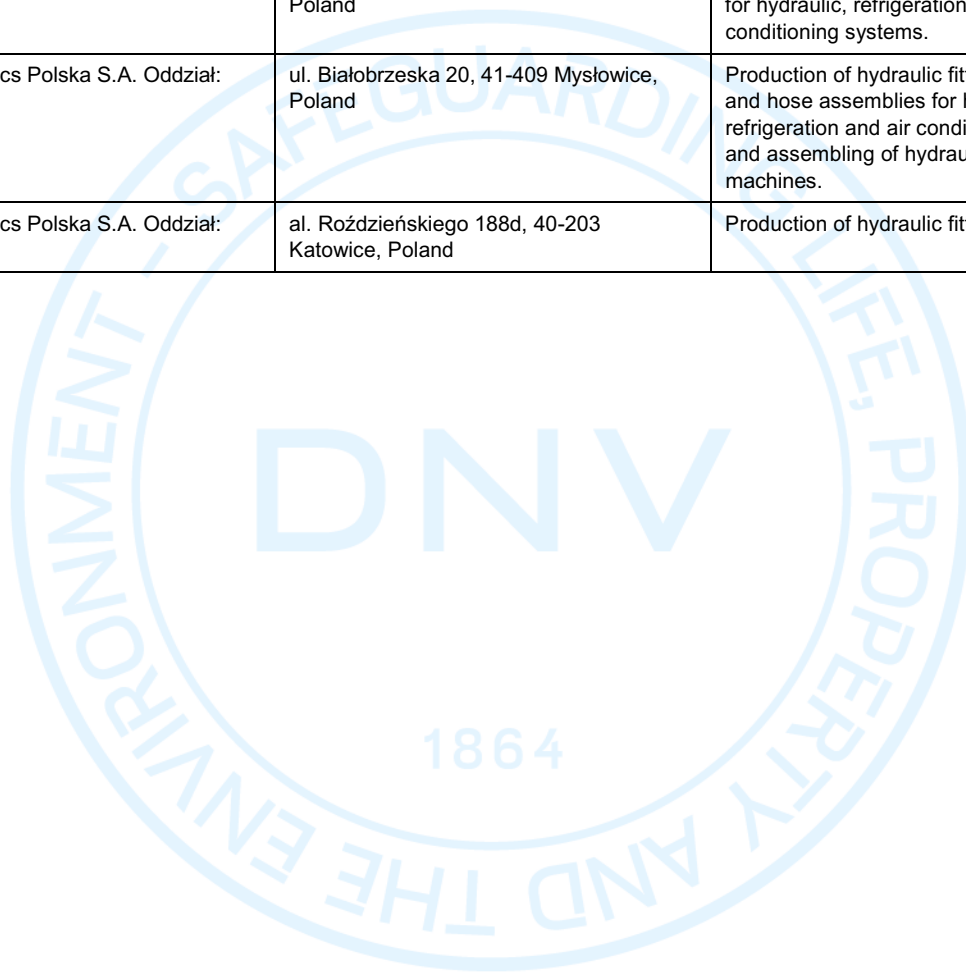 Poland
for hydraulic, refrigeration
conditioning systems.
cs Polska S.A. Oddział:
ul. Białobrzeska 20, 41-409 Mysłowice,
Poland
Production of hydraulic fit
and hose assemblies for
refrigeration and air condi
and assembling of hydrau
machines.
cs Polska S.A. Oddział:
al. Roździeńskiego 188d, 40-203
Katowice, Poland
Production of hydraulic fit
SAFEGUARDING LIFE, PROPERTY AND THE ENVIRONMENT –
DNV
1864